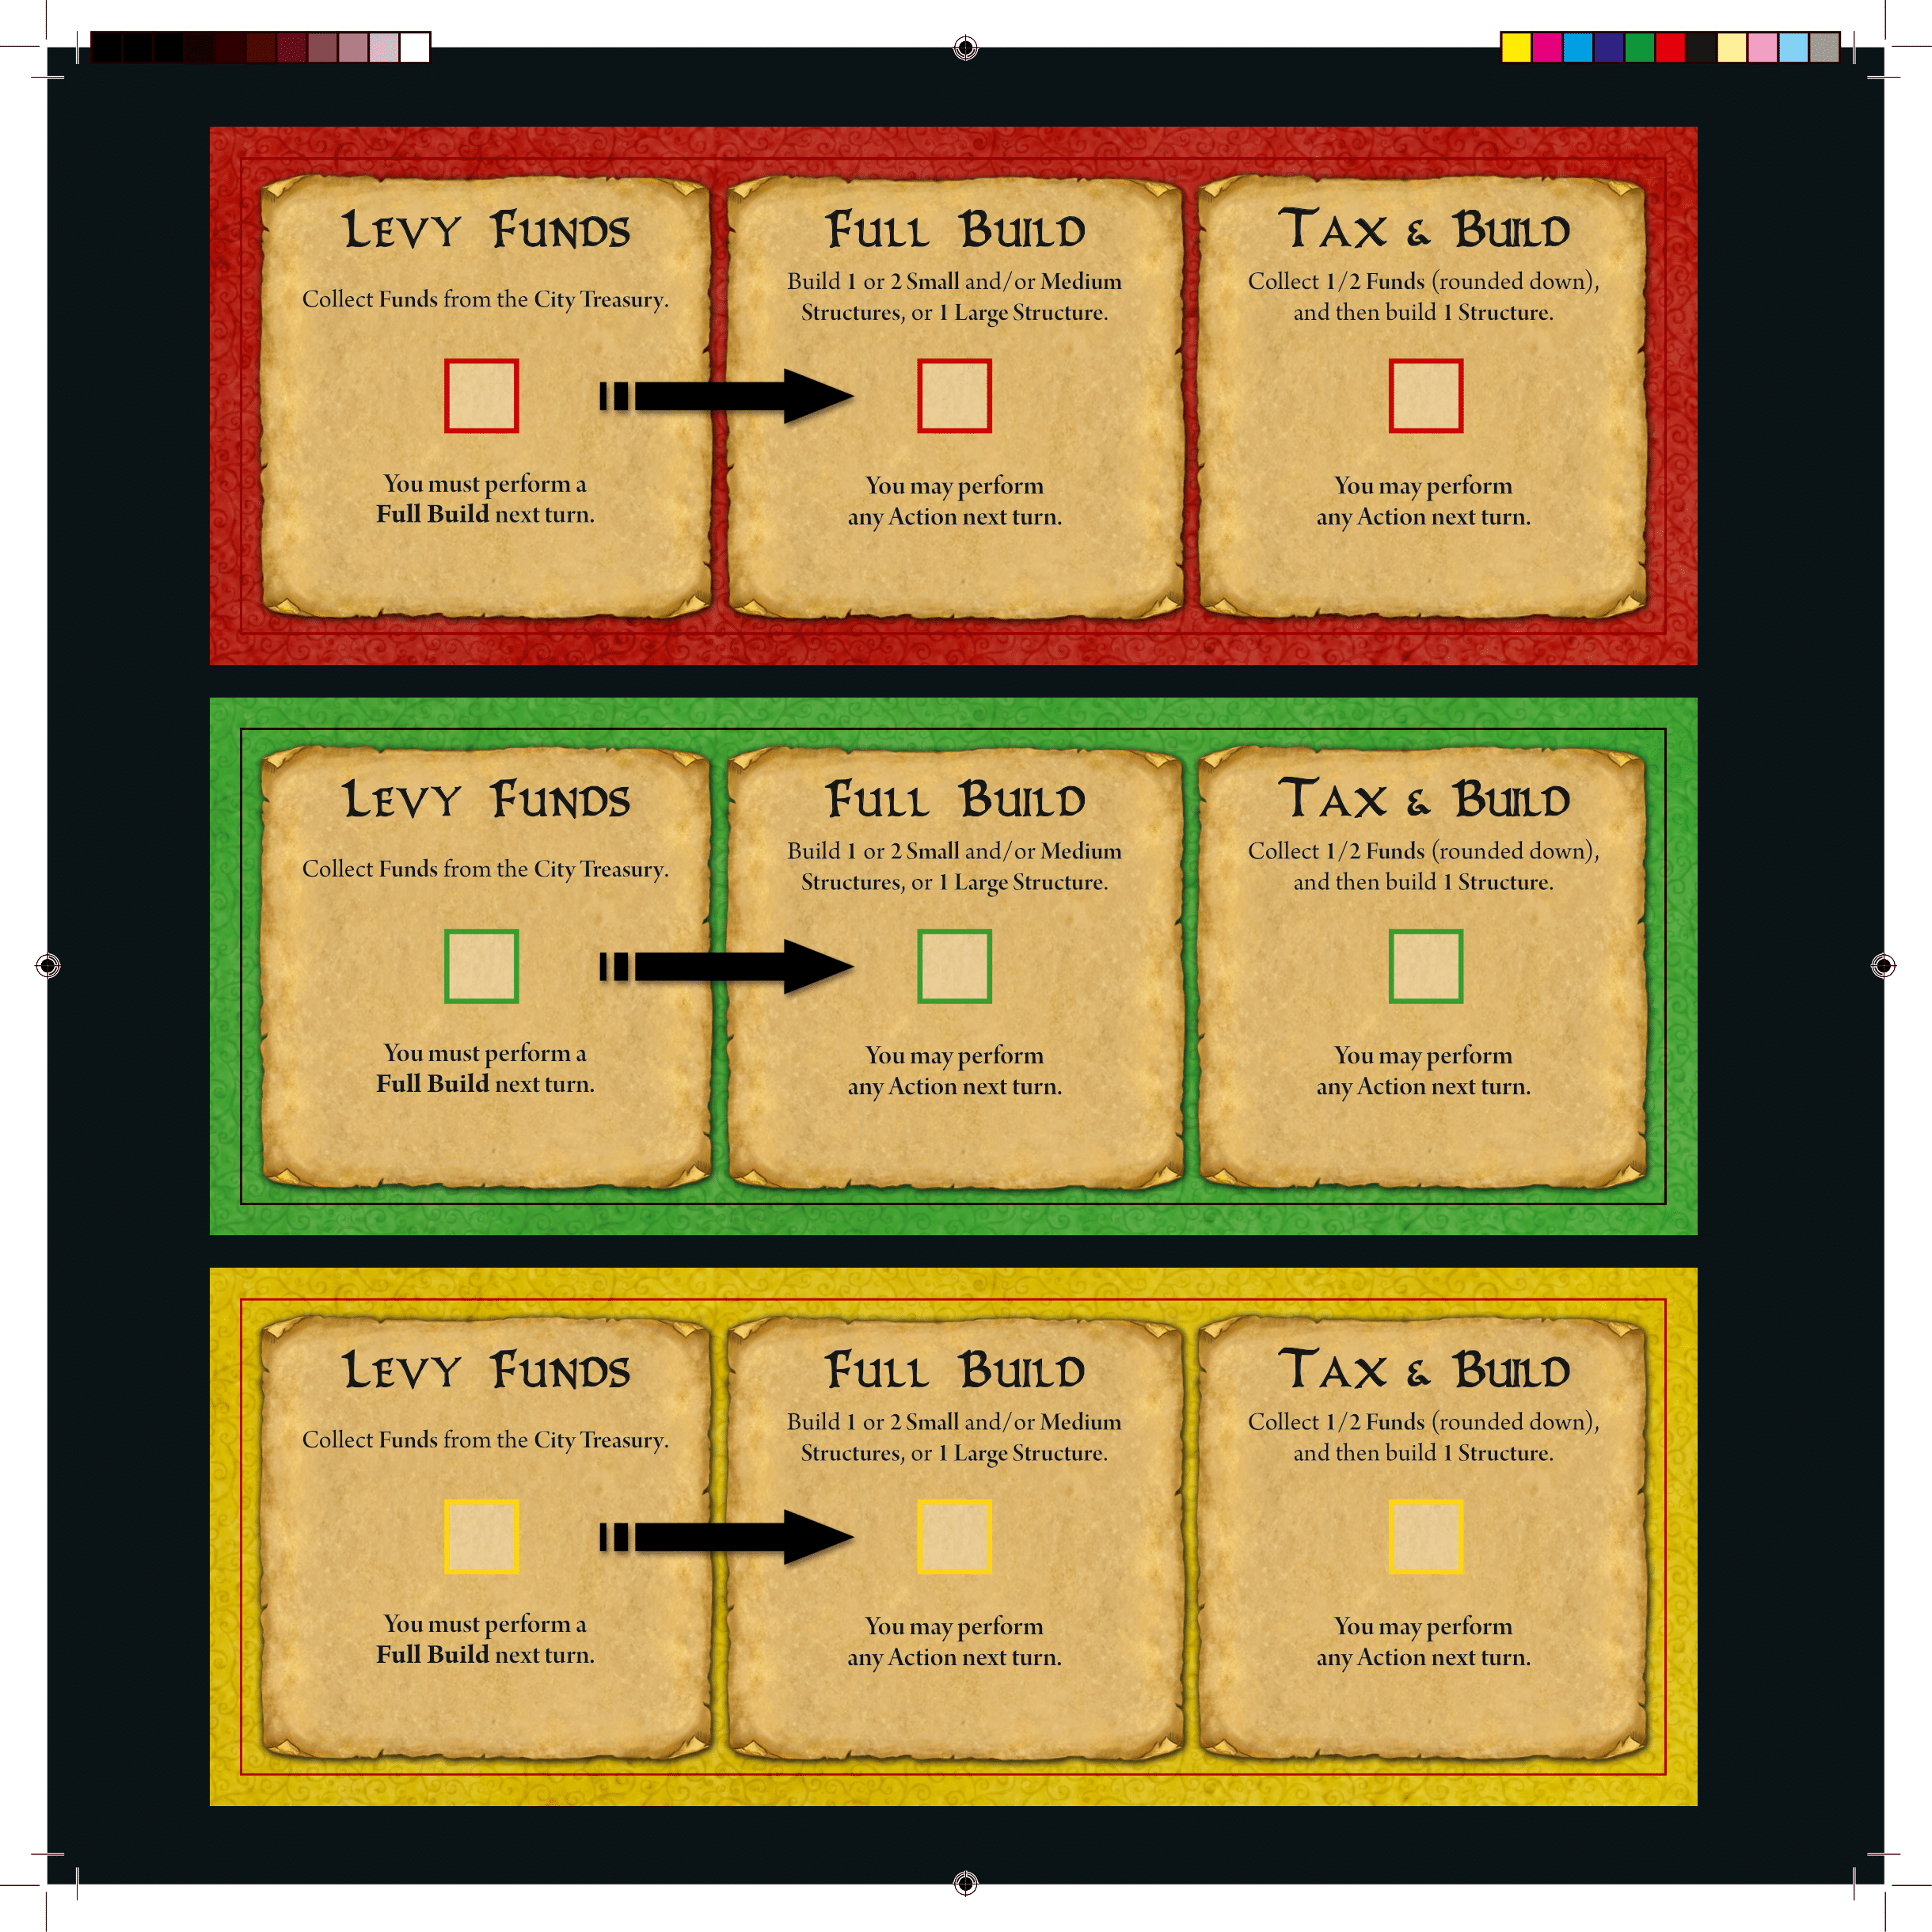 Levy Funds
Collect Funds from the City Treasury.
You must perform a
Full Build next turn.
Full Build
Build 1 or 2 Small and/or Medium
Structures, or 1 Large Structure.
You may perform
any Action next turn.
Tax & Build
Collect 1/2 Funds (rounded down),
and then build 1 Structure.
You may perform
any Action next turn.
Levy Funds
Collect Funds from the City Treasury.
You must perform a
Full Build next turn.
Full Build
Build 1 or 2 Small and/or Medium
Structures, or 1 Large Structure.
You may perform
any Action next turn.
Tax & Build
Collect 1/2 Funds (rounded down),
and then build 1 Structure.
You may perform
any Action next turn.
Levy Funds
Collect Funds from the City Treasury.
You must perform a
Full Build next turn.
Full Build
Build 1 or 2 Small and/or Medium
Structures, or 1 Large Structure.
You may perform
any Action next turn.
Tax & Build
Collect 1/2 Funds (rounded down),
and then build 1 Structure.
You may perform
any Action next turn.